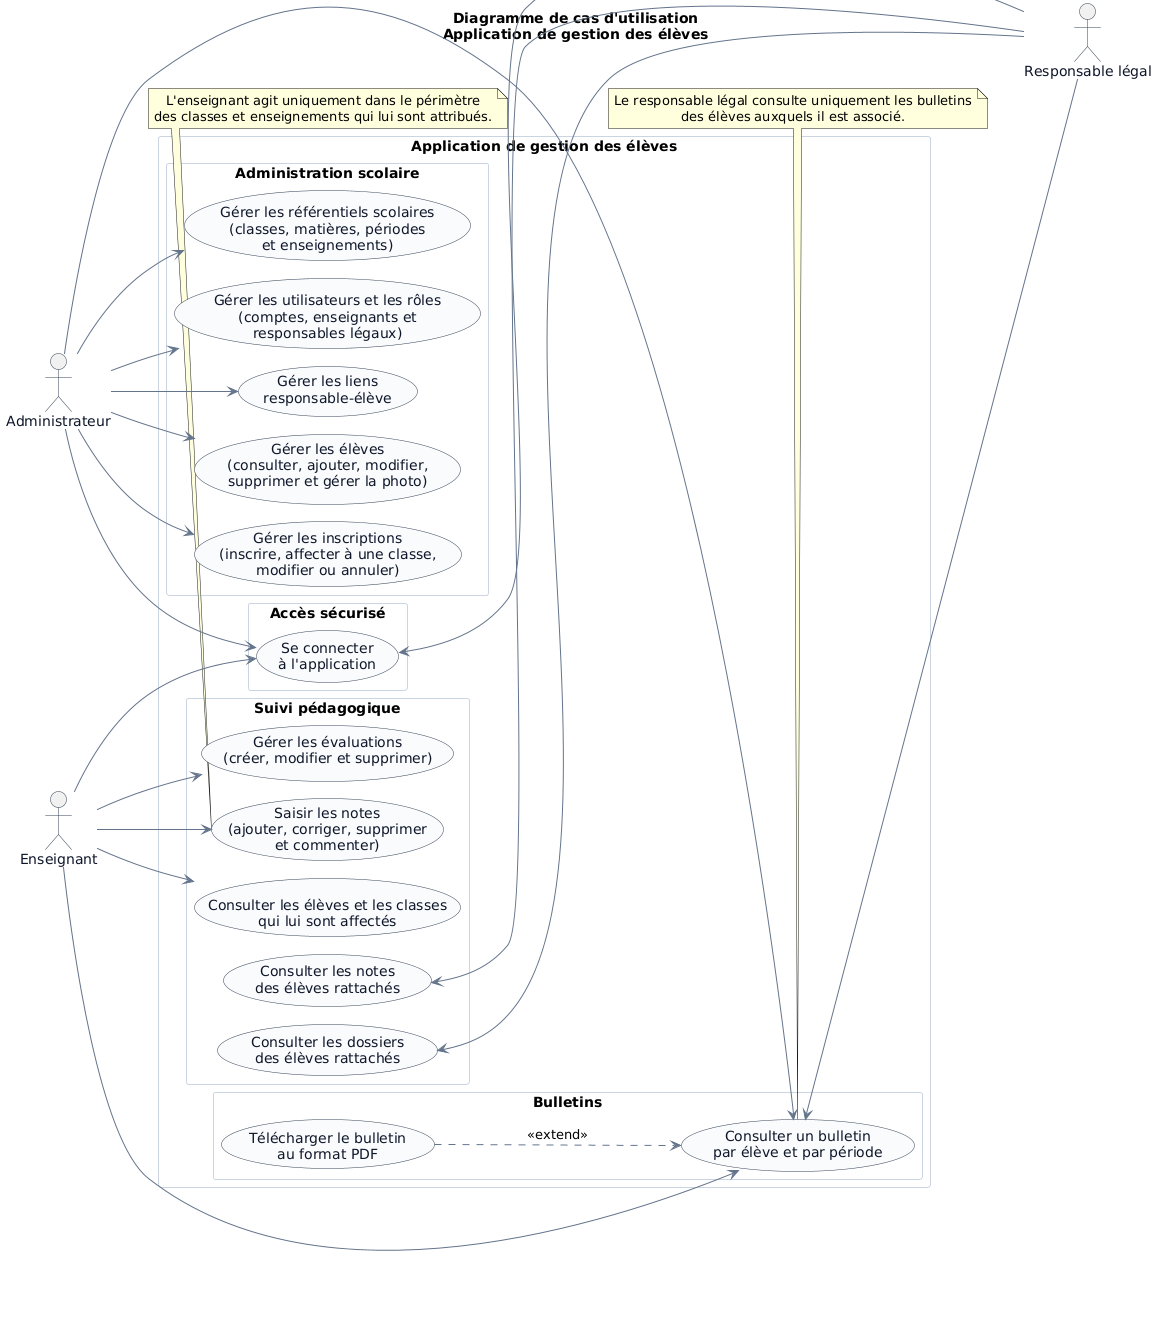 Diagramme de cas d'utilisation
Application de gestion des élèves
Responsable légal
L'enseignant agit uniquement dans le périmètre
des classes et enseignements qui lui sont attribués.
Le responsable légal consulte uniquement les bulletins
des élèves auxquels il est associé.
Application de gestion des élèves
Administration scolaire
Gérer les référentiels scolaires
(classes, matières, périodes
et enseignements)
Gérer les utilisateurs et les rôles
(comptes, enseignants et
responsables légaux)
Gérer les liens
responsable-élève
Administrateur
Gérer les élèves
(consulter, ajouter, modifier,
supprimer et gérer la photo)
Gérer les inscriptions
(inscrire, affecter à une classe,
modifier ou annuler)
Accès sécurisé
Se connecter
à l'application
Suivi pédagogique
Gérer les évaluations
(créer, modifier et supprimer)
Saisir les notes
(ajouter, corriger, supprimer
et commenter)
Enseignant
Consulter les élèves et les classes
qui lui sont affectés
Consulter les notes
des élèves rattachés
Consulter les dossiers
des élèves rattachés
Bulletins
Télécharger le bulletin
au format PDF
«extend»
Consulter un bulletin
par élève et par période